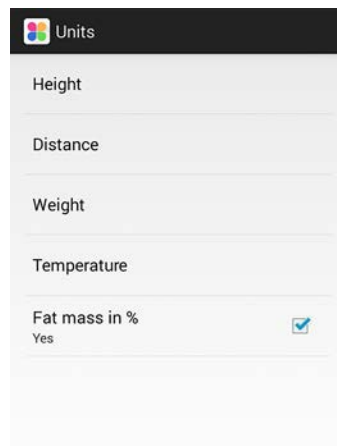 Units
Height
Distance
Weight
Temperature
Fat mass in %
Yes